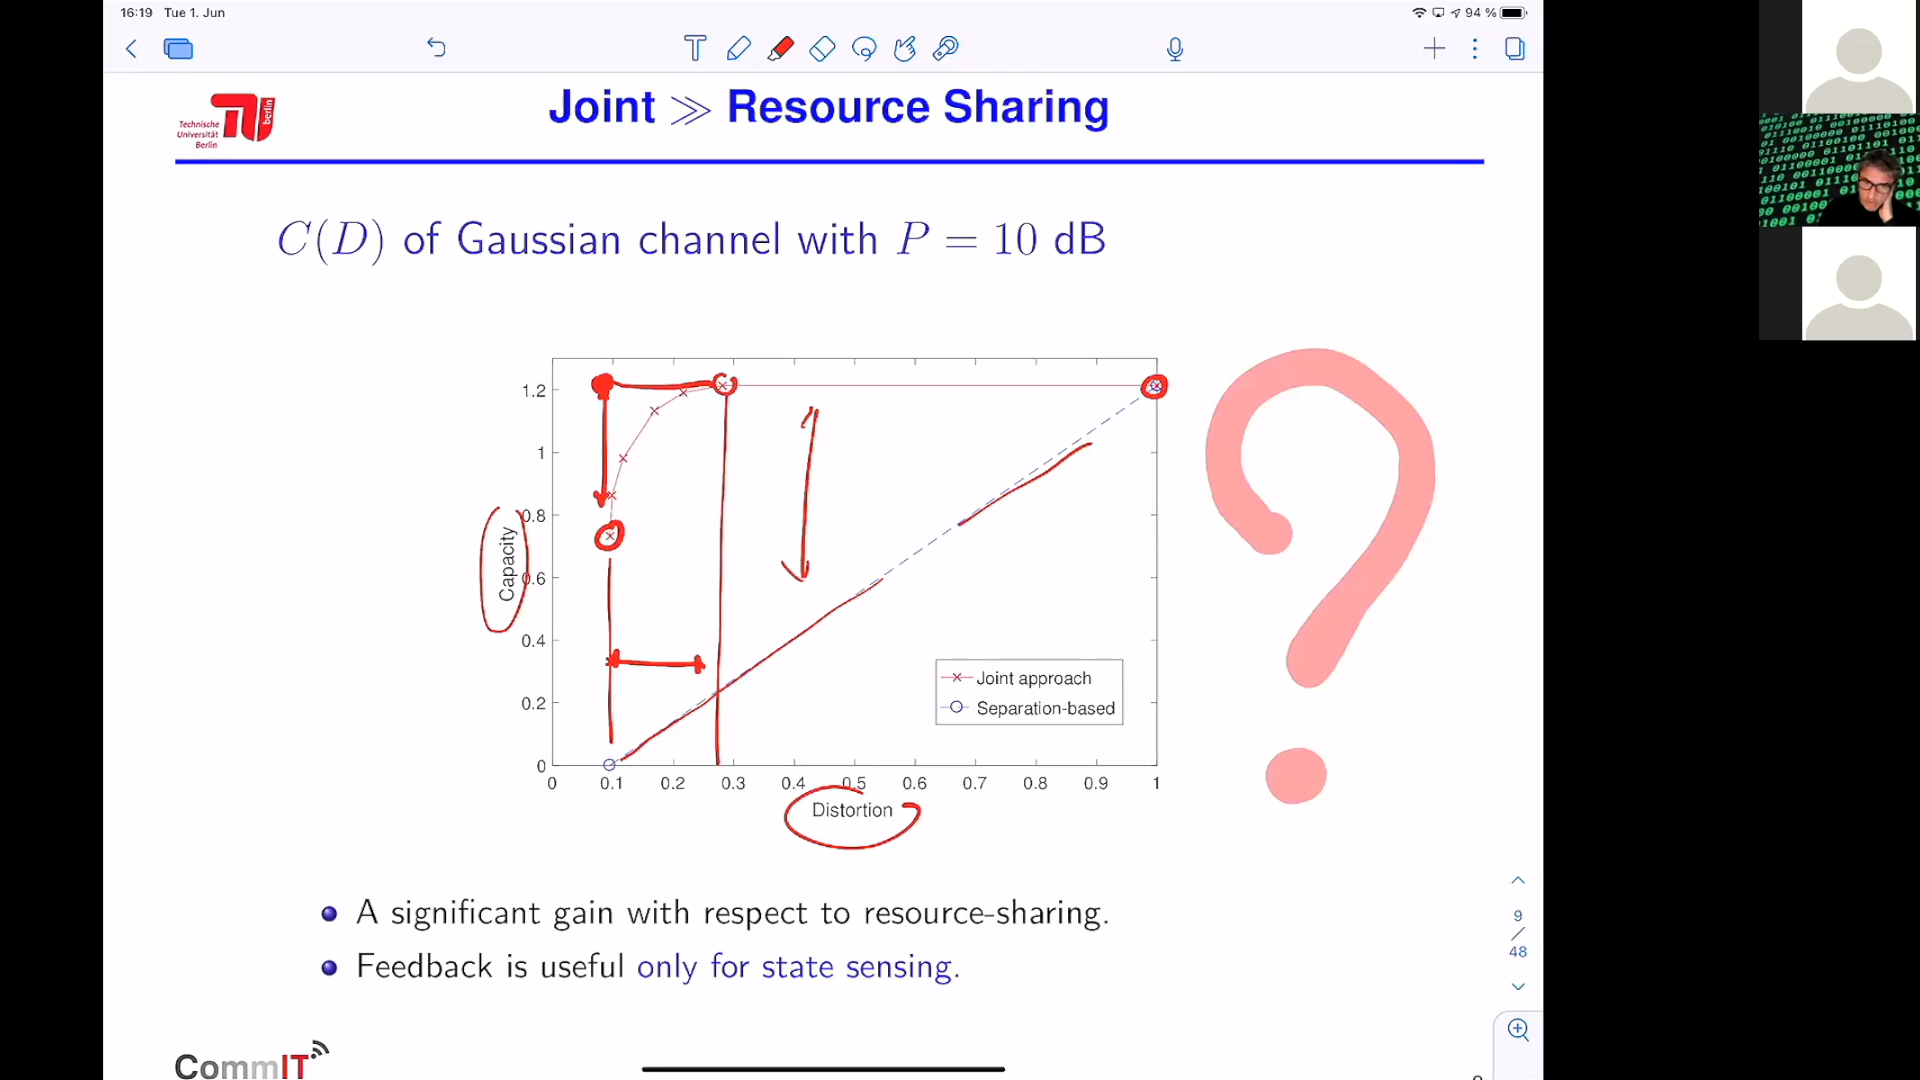 16:19 Tue 1. Jun
94 %
Technische
Universität
Berlin
berlin
Joint ≫ Resource Sharing
C(D) of Gaussian channel with P = 10 dB
1.2
1
0.8
0.6
0.4
0.2
0
Capacity
0 0.1 0.2 0.3 0.4 0.5 0.6 0.7 0.8 0.9 1
Distortion
Joint approach
Separation-based
?
A significant gain with respect to resource-sharing.
Feedback is useful only for state sensing.
9
/
48
CommIT